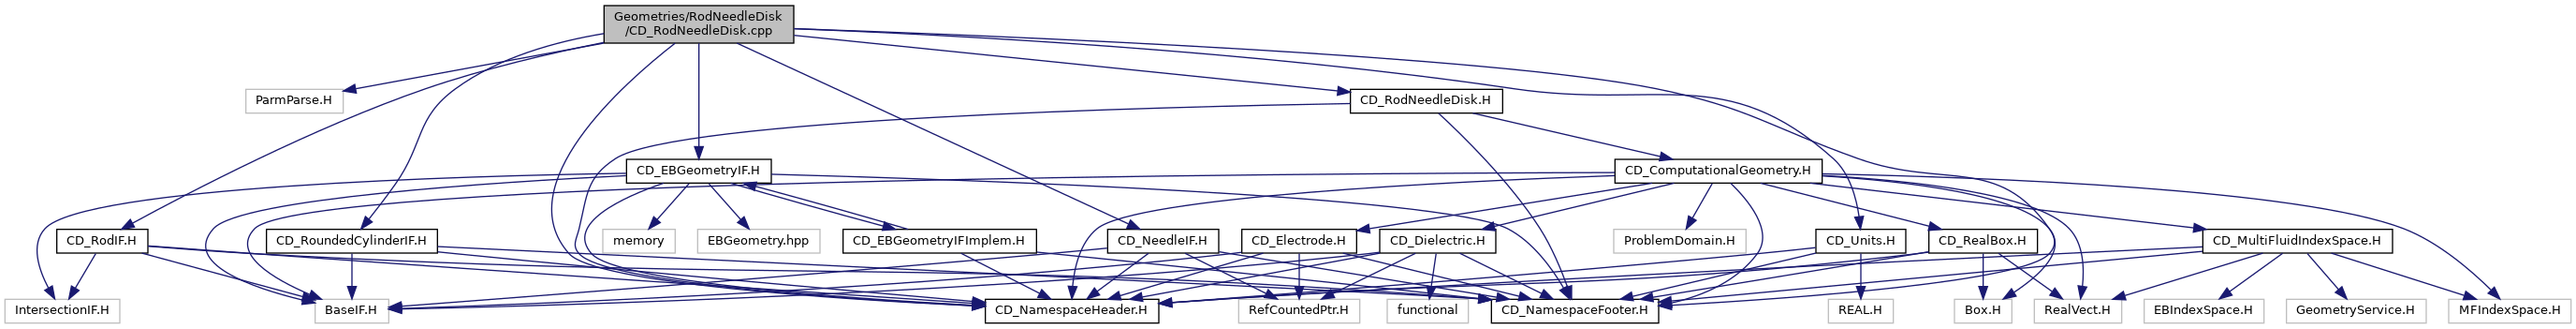 Geometries/RodNeedleDisk
/CD_RodNeedleDisk.cpp
ParmParse.H
CD_RodNeedleDisk.H
CD_EBGeometryIF.H
CD_ComputationalGeometry.H
CD_RodIF.H
CD_RoundedCylinderIF.H
memory
EBGeometry.hpp
CD_EBGeometryIFImplem.H
CD_NeedleIF.H
CD_Electrode.H
CD_Dielectric.H
ProblemDomain.H
CD_Units.H
CD_RealBox.H
CD_MultiFluidIndexSpace.H
IntersectionIF.H
BaseIF.H
CD_NamespaceHeader.H
RefCountedPtr.H
functional
CD_NamespaceFooter.H
REAL.H
Box.H
RealVect.H
EBIndexSpace.H
GeometryService.H
MFIndexSpace.H